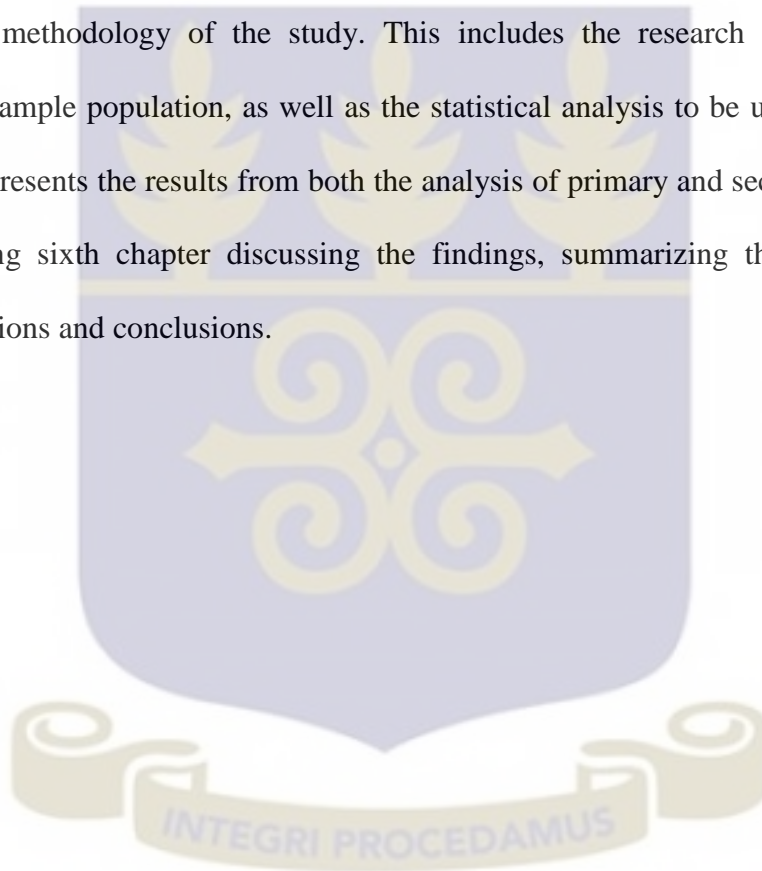 methodology of the study. This includes the research
ample population, as well as the statistical analysis to be u
resents the results from both the analysis of primary and sec
ng sixth chapter discussing the findings, summarizing th
ions and conclusions.
INTEGRI PROCEDAMUS